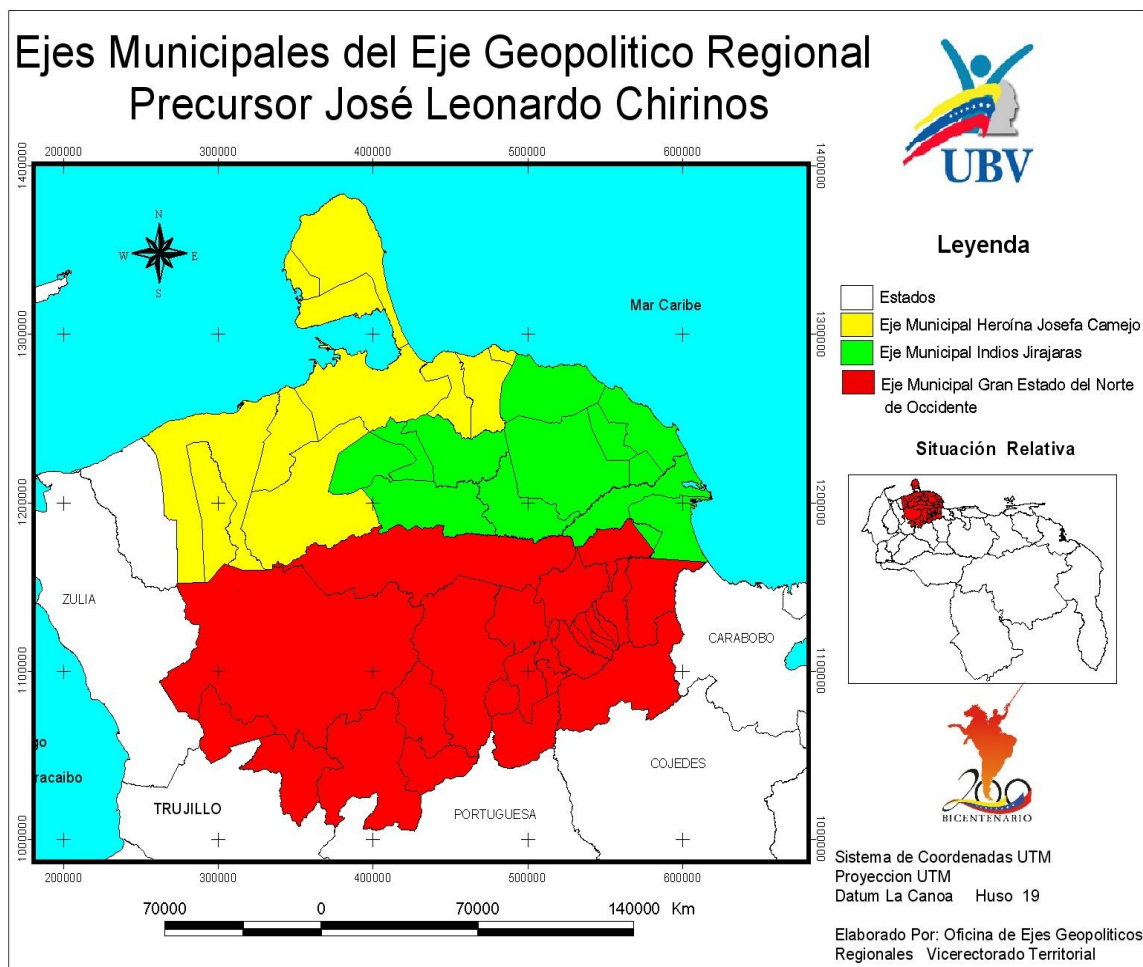 Ejes Municipales del Eje Geopolitico Regional
Precursor José Leonardo Chirinos
UBV
200000 300000 400000 500000 600000
1400000
1400000
N
W E
S
Mar Caribe
1300000
1300000
1200000
1200000
ZULIA
CARABOBO
1100000
1100000
go
racaibo
COJEDES
TRUJILLO
PORTUGUESA
1000000
1000000
200000 300000 400000 500000 600000
70000 0 70000 140000 Km
Leyenda
Estados
Eje Municipal Heroína Josefa Camejo
Eje Municipal Indios Jirajaras
Eje Municipal Gran Estado del Norte
de Occidente
Situación Relativa
200
BICENTENARIO
Sistema de Coordenadas UTM
Proyeccion UTM
Datum La Canoa Huso 19
Elaborado Por: Oficina de Ejes Geopoliticos
Regionales Vicerectorado Territorial